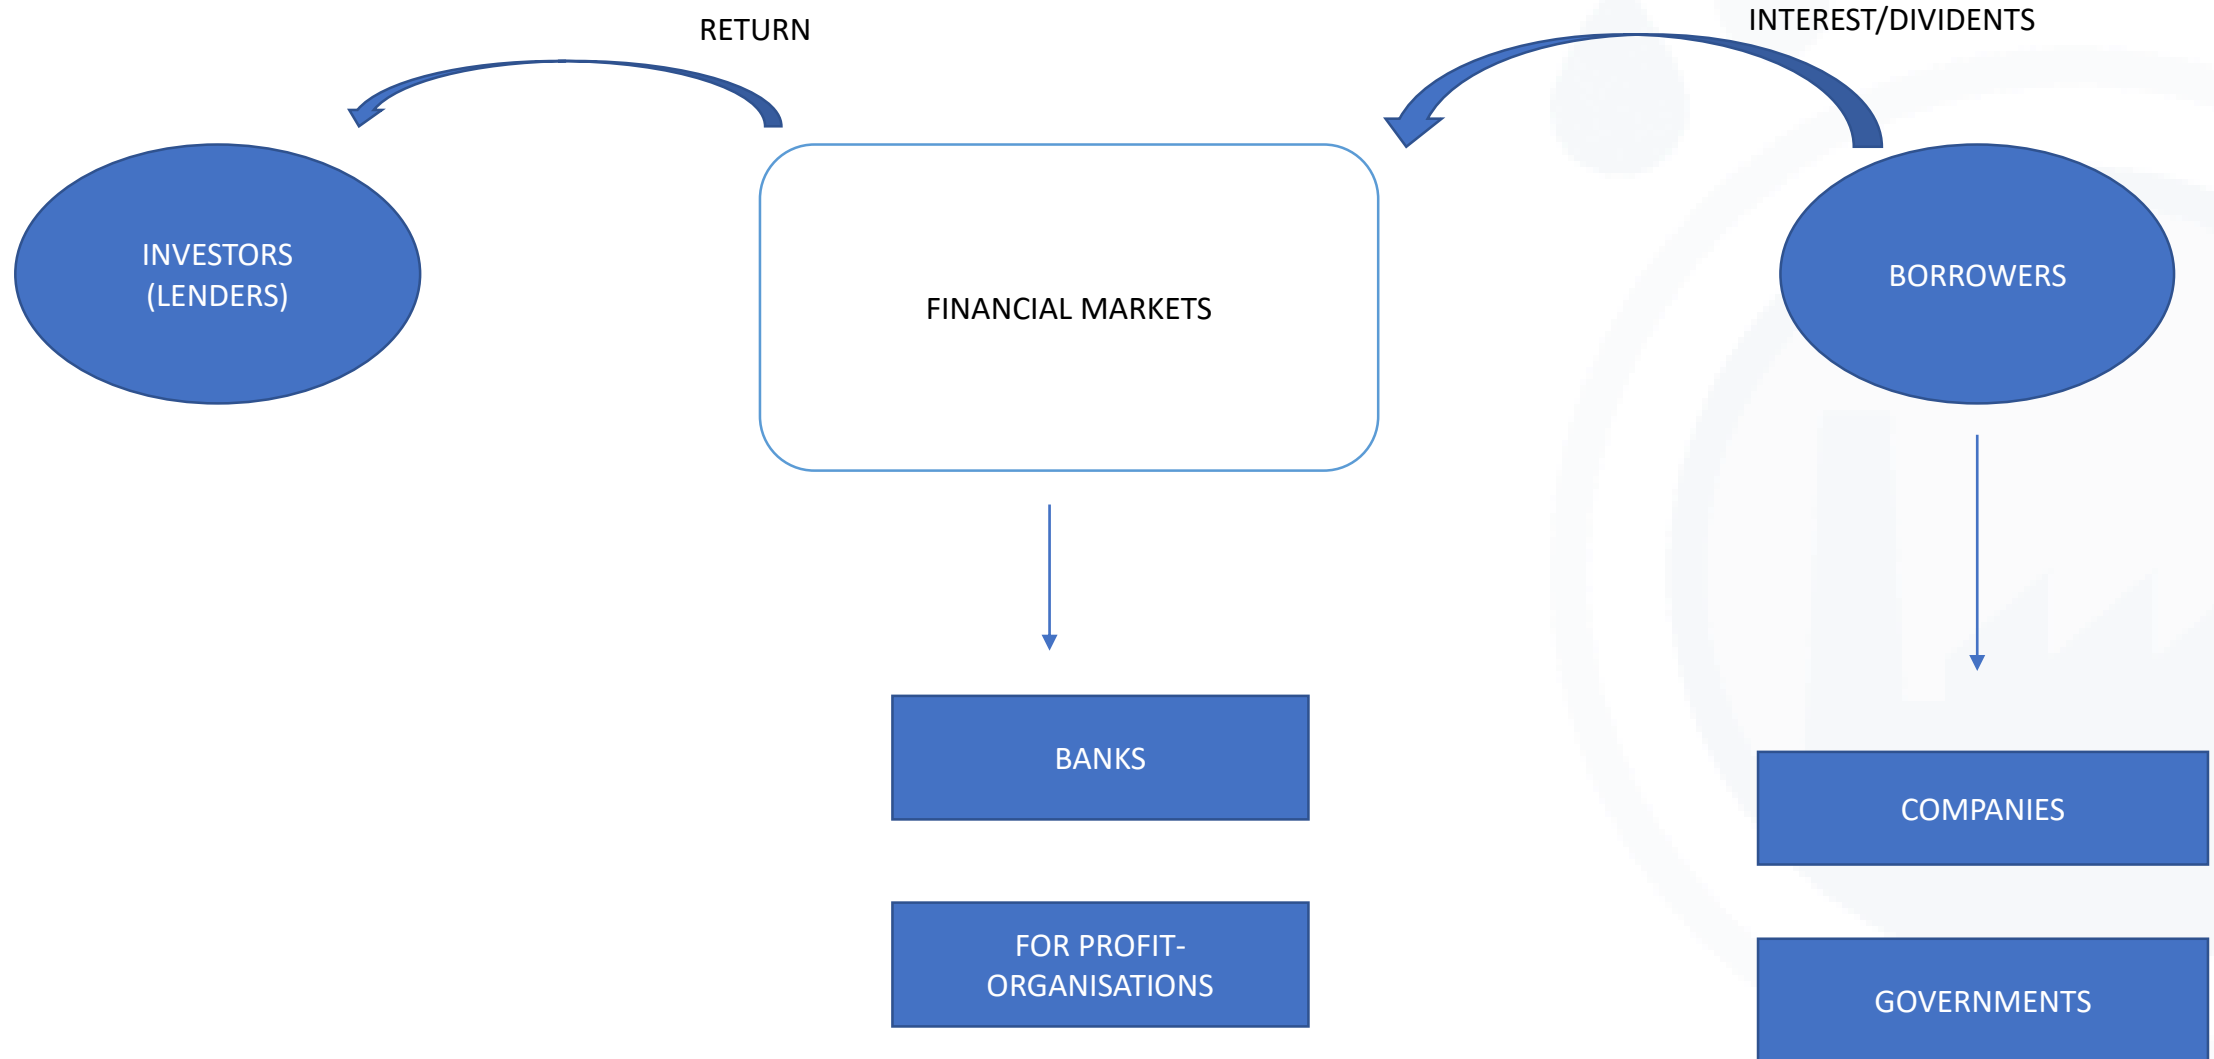 RETURN
INTEREST/DIVIDENTS
INVESTORS
(LENDERS)
FINANCIAL MARKETS
BORROWERS
BANKS
COMPANIES
FOR PROFIT-
ORGANISATIONS
GOVERNMENTS